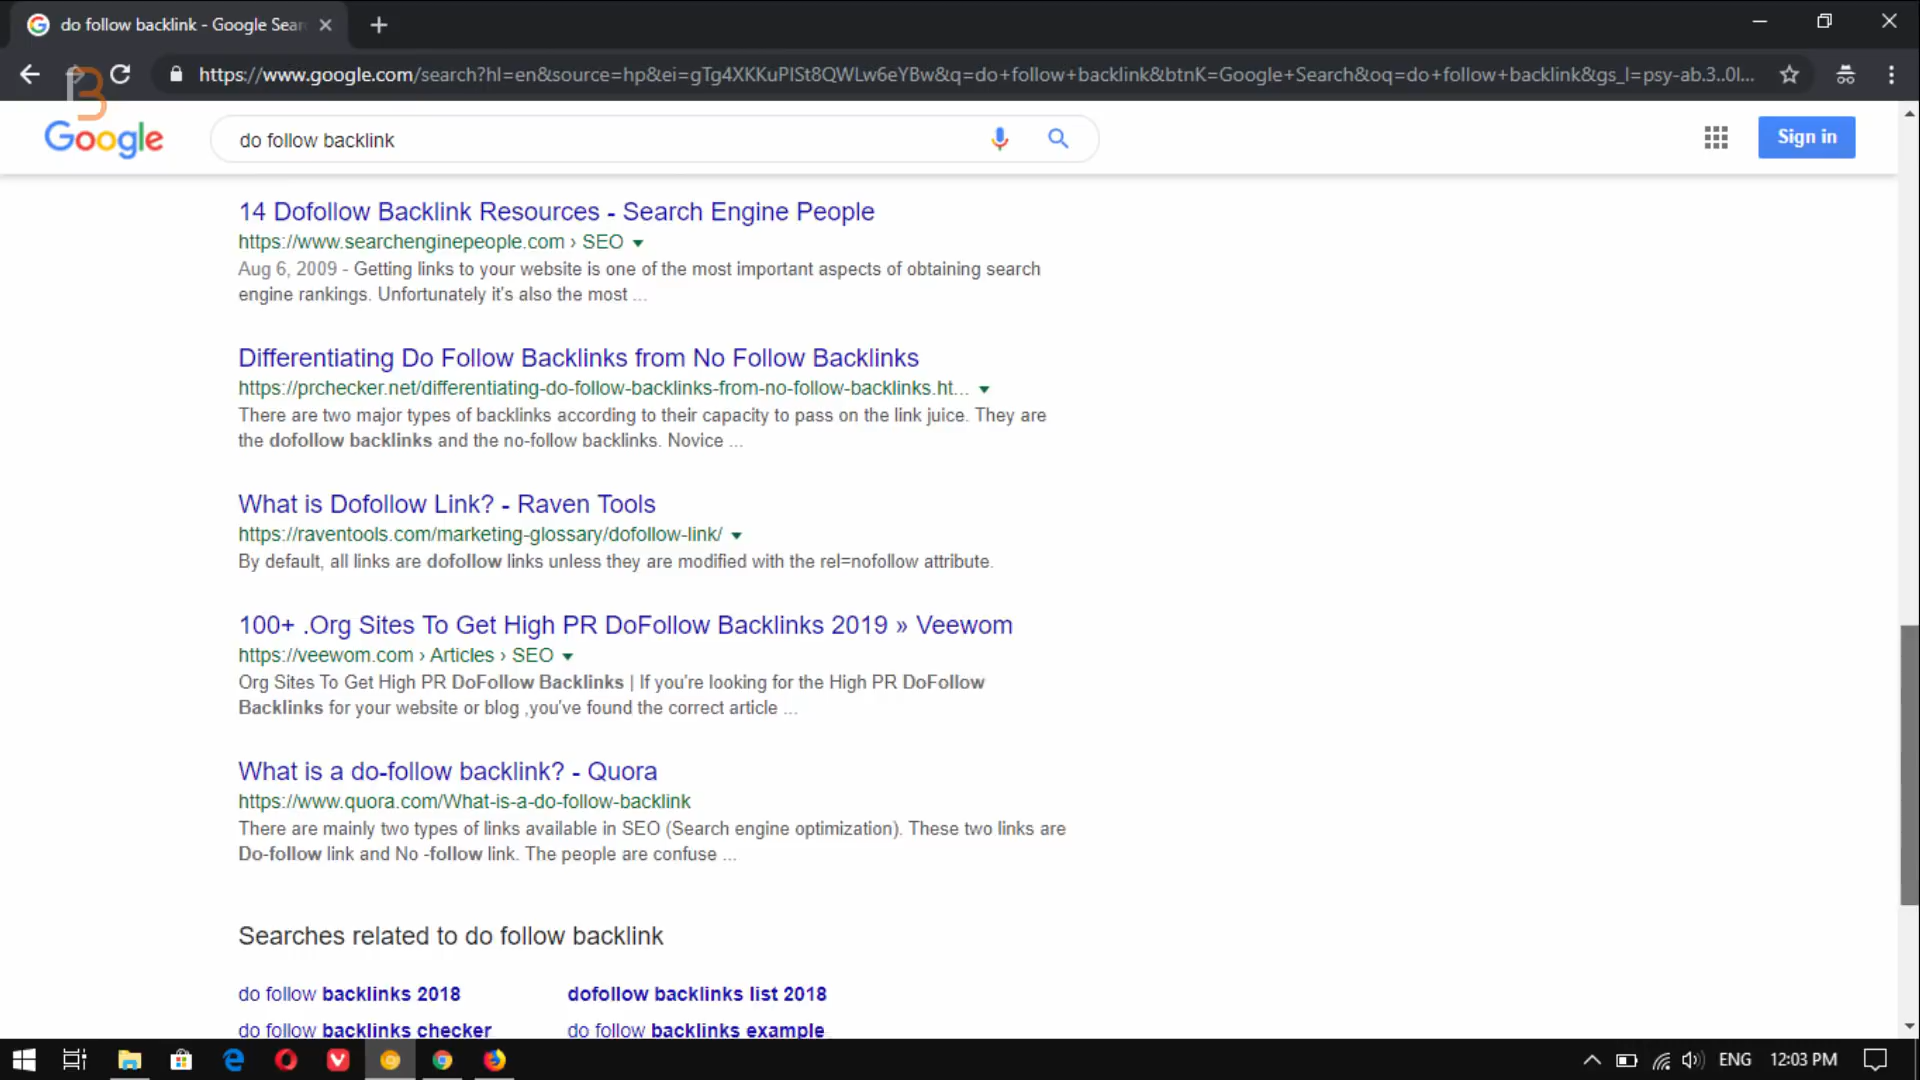 do follow backlink - Google Sear
https://www.google.com/search?hl=en&source=hp&ei=gTg4XKKuPISt8QWLw6eYBw&q=do+follow+backlink&btnK=Google+Search&oq=do+follow+backlink&gs_l=psy-ab.3..0l...
B
Google
do follow backlink
Sign in
14 Dofollow Backlink Resources - Search Engine People
https://www.searchenginepeople.com › SEO
Aug 6, 2009 - Getting links to your website is one of the most important aspects of obtaining search
engine rankings. Unfortunately it's also the most ...
Differentiating Do Follow Backlinks from No Follow Backlinks
https://prchecker.net/differentiating-do-follow-backlinks-from-no-follow-backlinks.ht...
There are two major types of backlinks according to their capacity to pass on the link juice. They are
the dofollow backlinks and the no-follow backlinks. Novice ...
What is Dofollow Link? - Raven Tools
https://raventools.com/marketing-glossary/dofollow-link/
By default, all links are dofollow links unless they are modified with the rel=nofollow attribute.
100+ .Org Sites To Get High PR DoFollow Backlinks 2019 » Veewom
https://veewom.com › Articles › SEO
Org Sites To Get High PR DoFollow Backlinks | If you're looking for the High PR DoFollow
Backlinks for your website or blog ,you've found the correct article ...
What is a do-follow backlink? - Quora
https://www.quora.com/What-is-a-do-follow-backlink
There are mainly two types of links available in SEO (Search engine optimization). These two links are
Do-follow link and No -follow link. The people are confuse ...
Searches related to do follow backlink
do follow backlinks 2018
dofollow backlinks list 2018
do follow backlinks checker
do follow backlinks example
ENG
12:03 PM